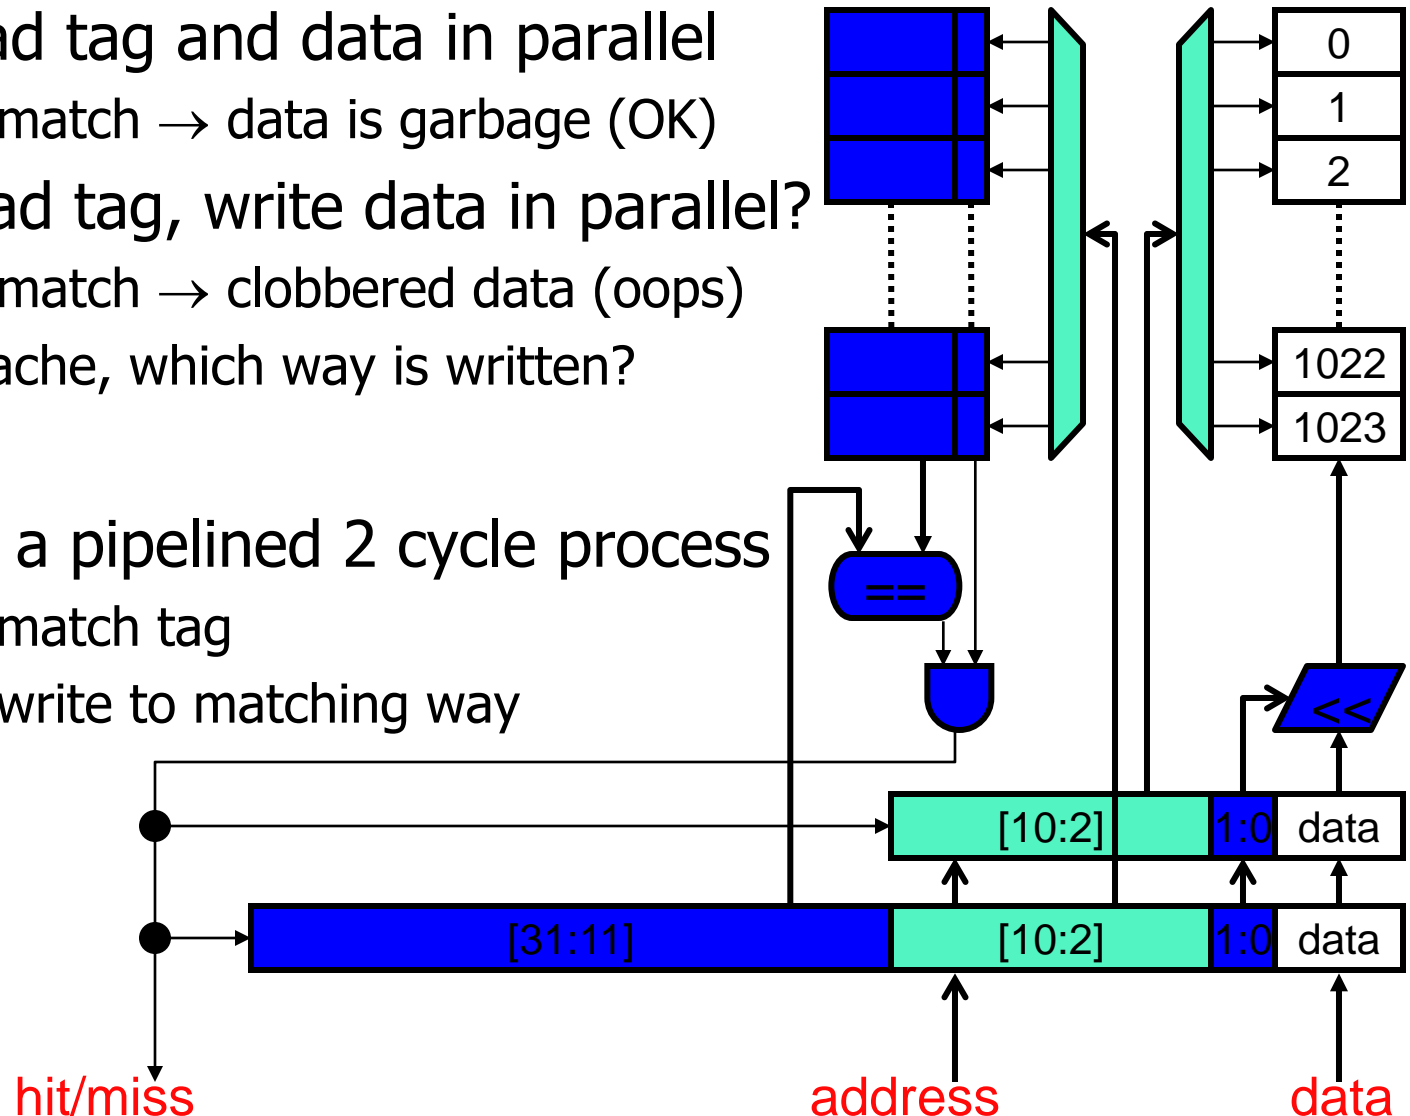 ad tag and data in parallel
match → data is garbage (OK)
ad tag, write data in parallel?
match → clobbered data (oops)
ache, which way is written?
a pipelined 2 cycle process
match tag
write to matching way
0
1
2
1022
1023
==
<<
[10:2] 1:0 data
[31:11] [10:2] 1:0 data
hit/miss address data